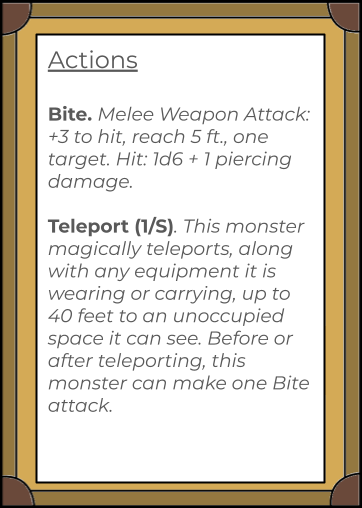 Actions
Bite. Melee Weapon Attack:
+3 to hit, reach 5 ft., one
target. Hit: 1d6 + 1 piercing
damage.
Teleport (1/S). This monster
magically teleports, along
with any equipment it is
wearing or carrying, up to
40 feet to an unoccupied
space it can see. Before or
after teleporting, this
monster can make one Bite
attack.